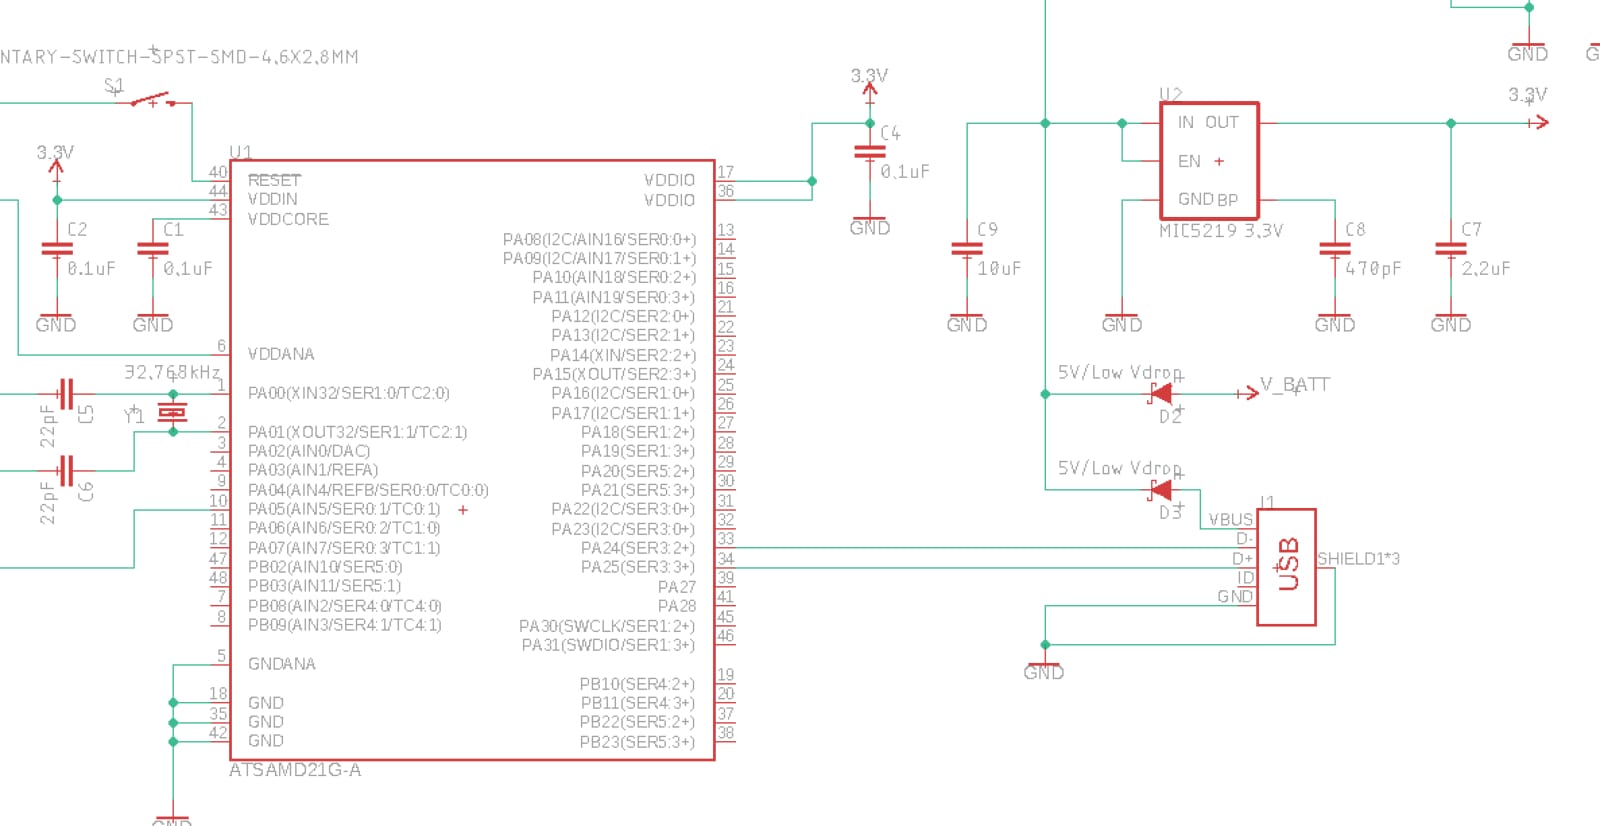 NTARY-SWITCH-SPST-SMD-4.6X2.8MM
S1
3.3V
C2
0.1uF
GND
C1
0.1uF
GND
32.768kHz
Y1
22pF
C5
22pF
C6
U1
40 RESET
44 VDDIN
43 VDDCORE
6 VDDANA
1 PA00(XIN32/SER1:0/TC2:0)
2 PA01(XOUT32/SER1:1/TC2:1)
3 PA02(AIN0/DAC)
4 PA03(AIN1/REFA)
9 PA04(AIN4/REFB/SER0:0/TC0:0)
10 PA05(AIN5/SER0:1/TC0:1)
11 PA06(AIN6/SER0:2/TC1:0)
12 PA07(AIN7/SER0:3/TC1:1)
47 PB02(AIN10/SER5:0)
48 PB03(AIN11/SER5:1)
7 PB08(AIN2/SER4:0/TC4:0)
8 PB09(AIN3/SER4:1/TC4:1)
5 GNDANA
18 GND
35 GND
42 GND
ATSAMD21G-A
GND
VDDIO 17
VDDIO 36
PA08(I2C/AIN16/SER0:0+) 13
PA09(I2C/AIN17/SER0:1+) 14
PA10(AIN18/SER0:2+) 15
PA11(AIN19/SER0:3+) 16
PA12(I2C/SER2:0+) 21
PA13(I2C/SER2:1+) 22
PA14(XIN/SER2:2+) 23
PA15(XOUT/SER2:3+) 24
PA16(I2C/SER1:0+) 25
PA17(I2C/SER1:1+) 26
PA18(SER1:2+) 27
PA19(SER1:3+) 28
PA20(SER5:2+) 29
PA21(SER5:3+) 30
PA22(I2C/SER3:0+) 31
PA23(I2C/SER3:0+) 32
PA24(SER3:2+) 33
PA25(SER3:3+) 34
PA27 39
PA28 41
PA30(SWCLK/SER1:2+) 45
PA31(SWDIO/SER1:3+) 46
PB10(SER4:2+) 19
PB11(SER4:3+) 20
PB22(SER5:2+) 37
PB23(SER5:3+) 38
3.3V
C4
0.1uF
GND
C9
10uF
GND
U2
IN OUT
EN
GND BP
MIC5219 3.3V
GND
C8
470pF
GND
C7
2.2uF
GND
3.3V
GND
G
5V/Low Vdrop
D2
V_BATT
5V/Low Vdrop
D3
J1
VBUS
D-
D+
ID
GND
USB
SHIELD1*3
GND